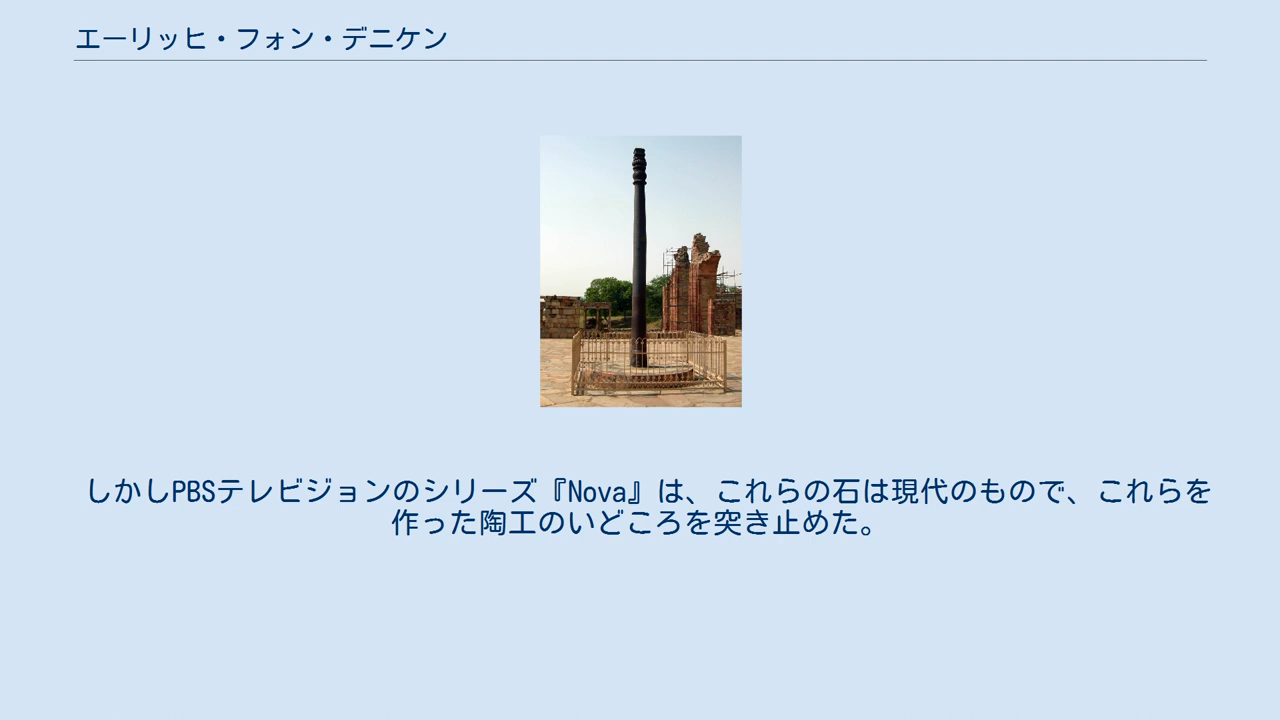 エーリッヒ・フォン・デニケン
しかしPBSテレビジョンのシリーズ『Nova』は、これらの石は現代のもので、これらを
作った陶工のいどころを突き止めた。